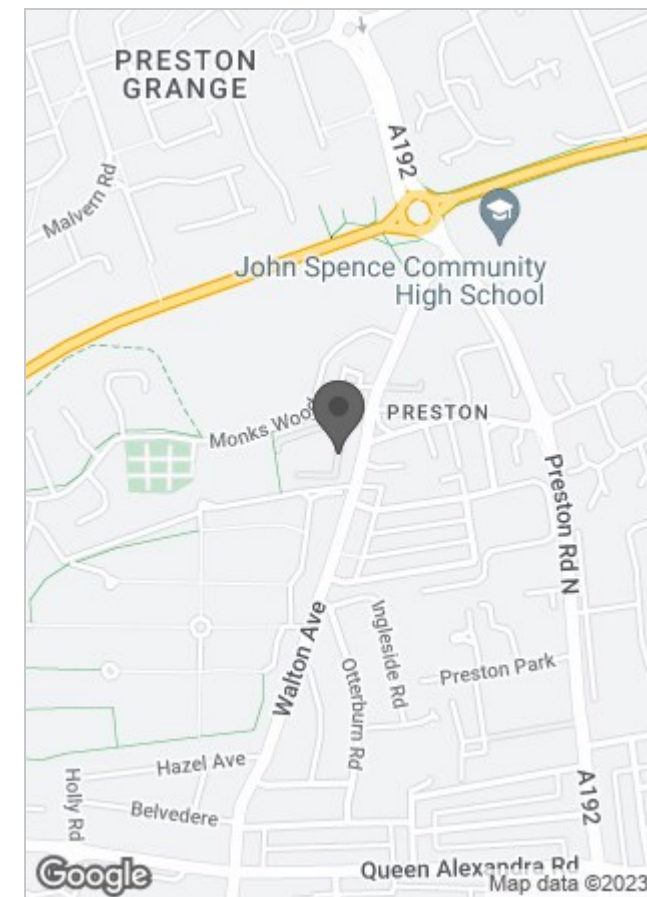 PRESTON
GRANGE
A192
Malvern Rd
John Spence Community
High School
Monks Wood
PRESTON
Preston Rd N
Walton Ave
Ingleside Rd
Otterburn Rd
Preston Park
Hazel Ave
Holly Rd
Belvedere
A192
Queen Alexandra Rd
Google
Map data ©2023